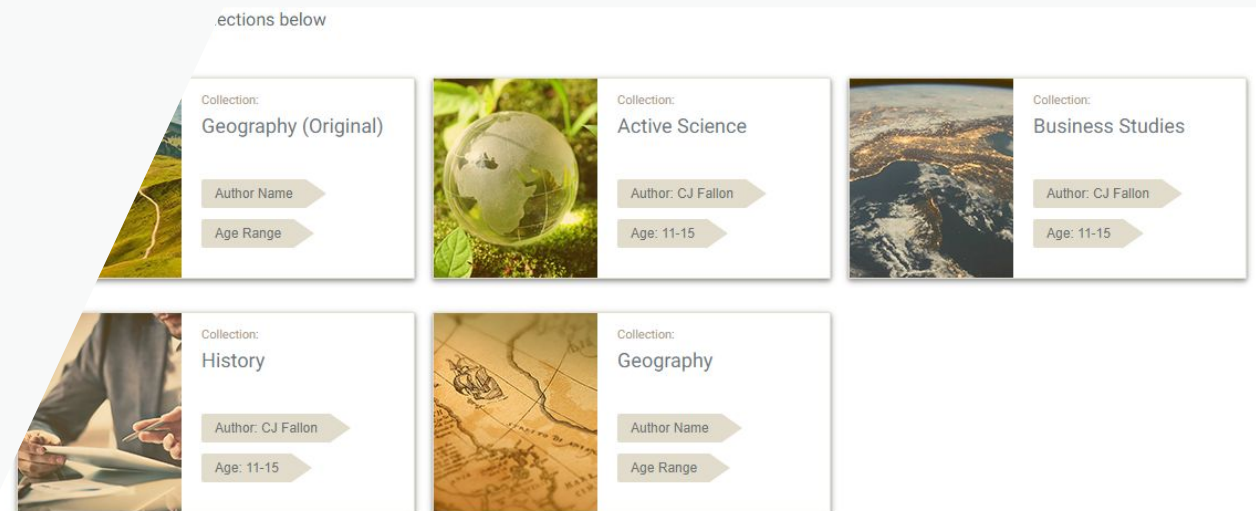 ections below
Collection:
Geography (Original)
Author Name
Age Range
Collection:
Active Science
Author: CJ Fallon
Age: 11-15
Collection:
Business Studies
Author: CJ Fallon
Age: 11-15
Collection:
History
Author: CJ Fallon
Age: 11-15
Collection:
Geography
Author Name
Age Range